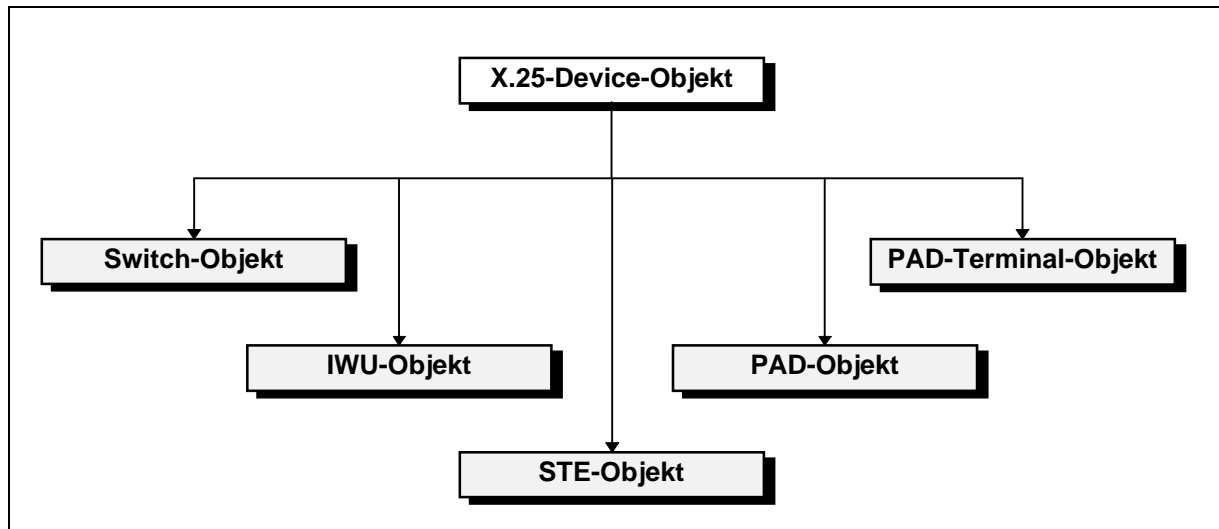 X.25-Device-Objekt
Switch-Objekt
PAD-Terminal-Objekt
IWU-Objekt
PAD-Objekt
STE-Objekt